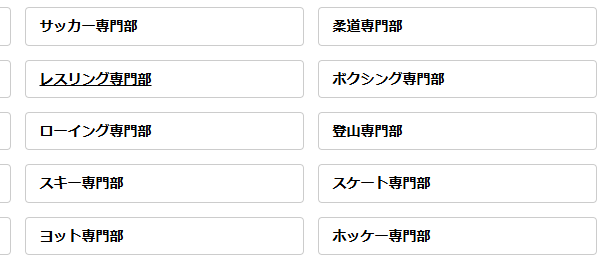 サッカー専門部
柔道専門部
レスリング専門部
ボクシング専門部
ローイング専門部
登山専門部
スキー専門部
スケート専門部
ヨット専門部
ホッケー専門部